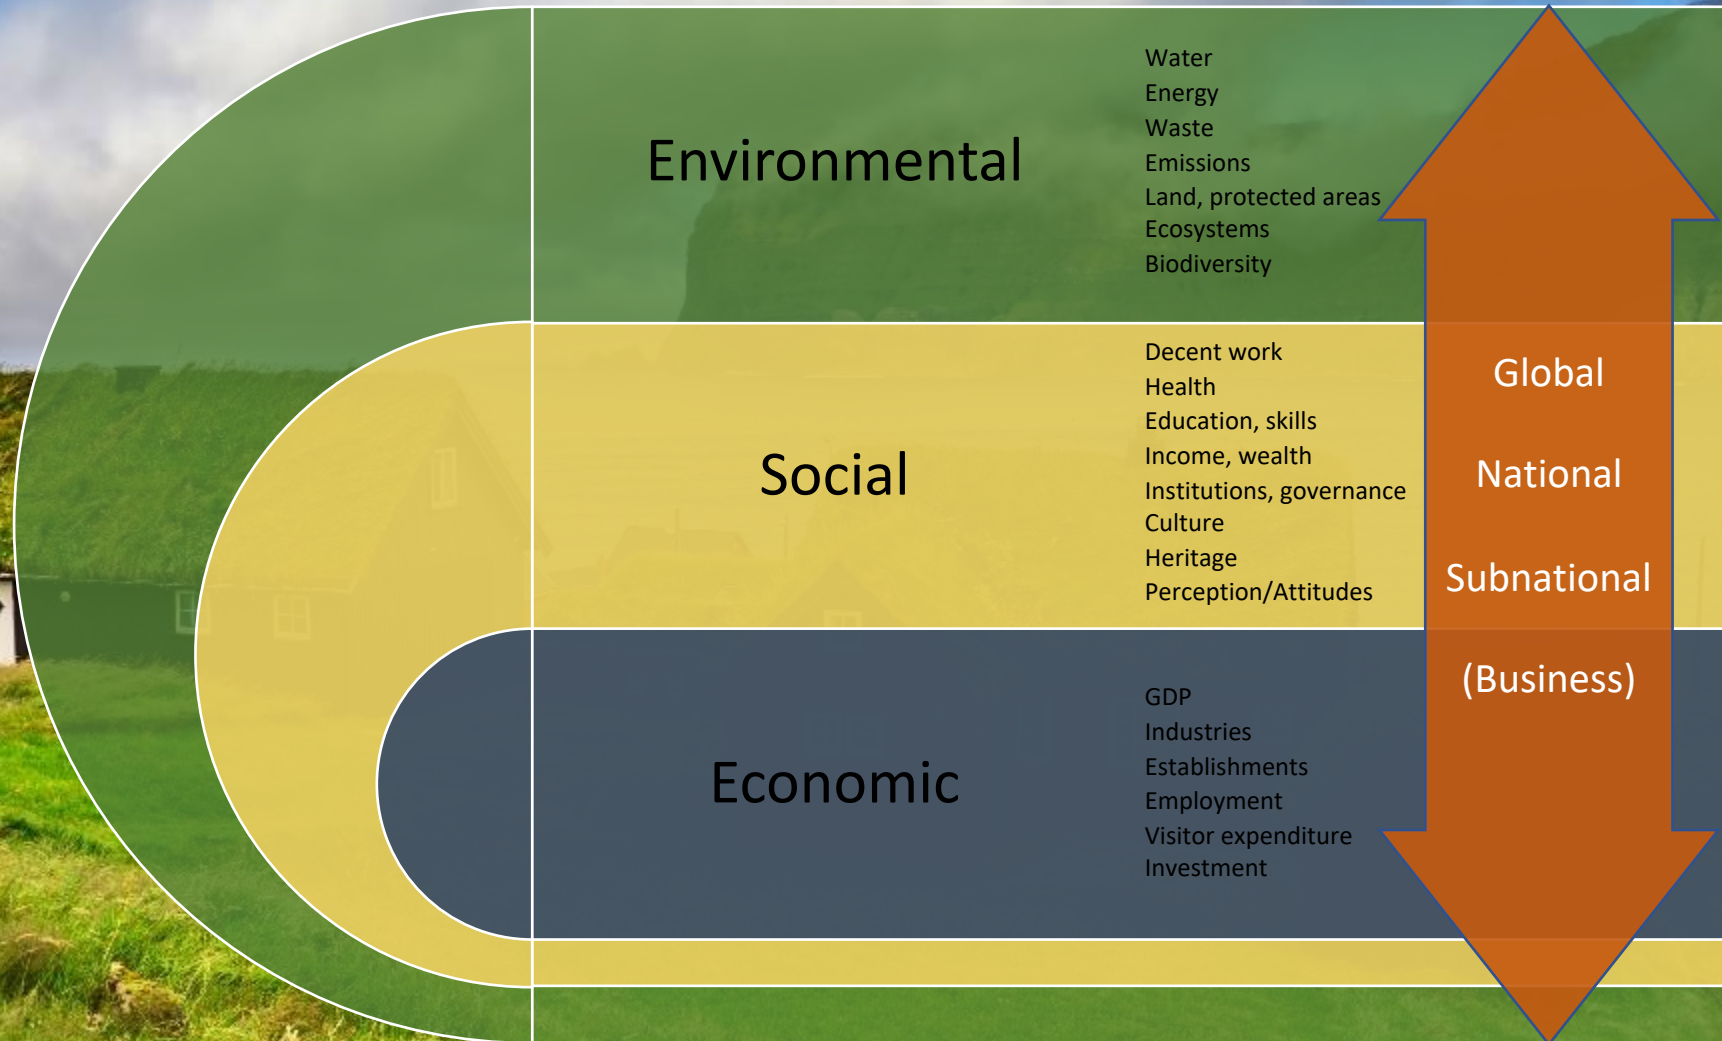 Environmental
Water
Energy
Waste
Emissions
Land, protected areas
Ecosystems
Biodiversity
Social
Decent work
Health
Education, skills
Income, wealth
Institutions, governance
Culture
Heritage
Perception/Attitudes
Economic
GDP
Industries
Establishments
Employment
Visitor expenditure
Investment
Global
National
Subnational
(Business)